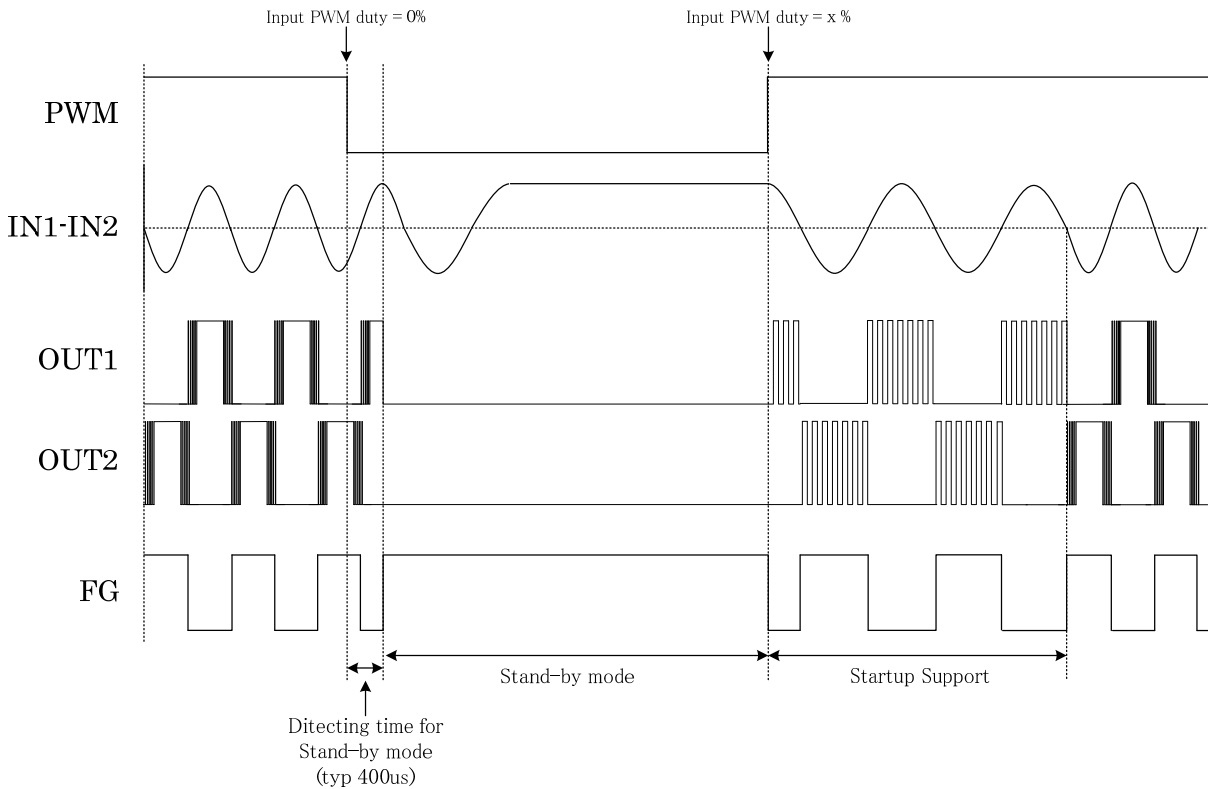 Input PWM duty = 0%
Input PWM duty = x %
PWM
IN1-IN2
OUT1
OUT2
FG
Stand-by mode
Startup Support
Ditecting time for
Stand-by mode
(typ 400us)